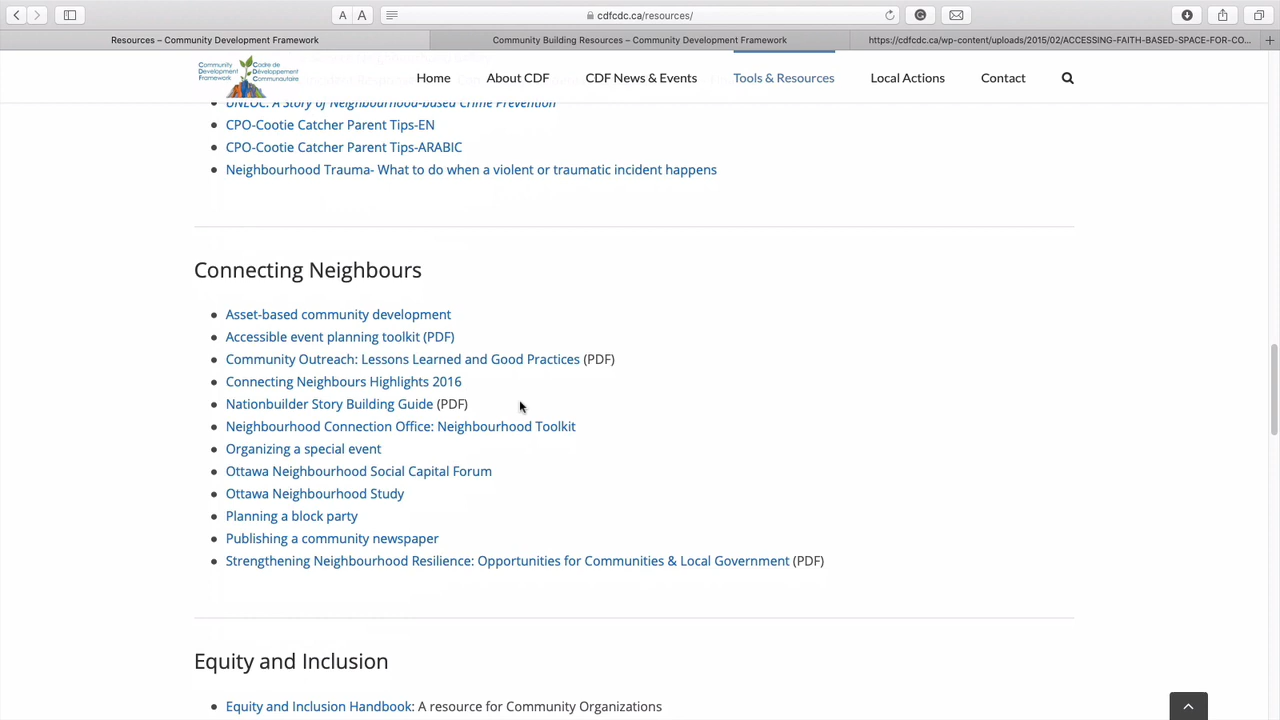 A A
cdfcdc.ca/resources/
Resources – Community Development Framework
Community Building Resources – Community Development Framework
https://cdfcdc.ca/wp-content/uploads/2015/02/ACCESSING-FAITH-BASED-SPACE-FOR-CO...
Community Development Framework
Cadre de Développement Communautaire
Home
About CDF
CDF News & Events
Tools & Resources
Local Actions
Contact
UNLOC: A Story of Neighbourhood-based Crime Prevention
CPO-Cootie Catcher Parent Tips-EN
CPO-Cootie Catcher Parent Tips-ARABIC
Neighbourhood Trauma- What to do when a violent or traumatic incident happens
Connecting Neighbours
Asset-based community development
Accessible event planning toolkit (PDF)
Community Outreach: Lessons Learned and Good Practices (PDF)
Connecting Neighbours Highlights 2016
Nationbuilder Story Building Guide (PDF)
Neighbourhood Connection Office: Neighbourhood Toolkit
Organizing a special event
Ottawa Neighbourhood Social Capital Forum
Ottawa Neighbourhood Study
Planning a block party
Publishing a community newspaper
Strengthening Neighbourhood Resilience: Opportunities for Communities & Local Government (PDF)
Equity and Inclusion
Equity and Inclusion Handbook: A resource for Community Organizations